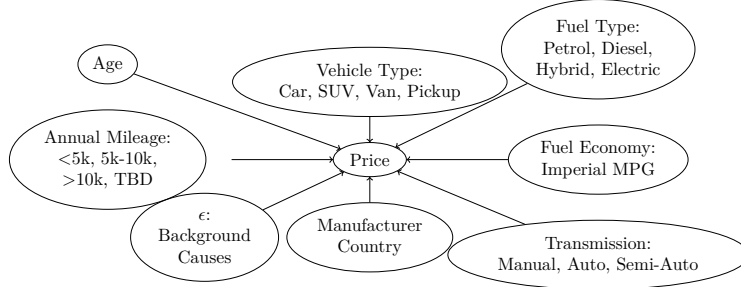 Fuel Type:
Petrol, Diesel,
Hybrid, Electric
Age
Vehicle Type:
Car, SUV, Van, Pickup
Annual Mileage:
<5k, 5k-10k,
>10k, TBD
Price
Fuel Economy:
Imperial MPG
ϵ:
Background
Causes
Manufacturer
Country
Transmission:
Manual, Auto, Semi-Auto